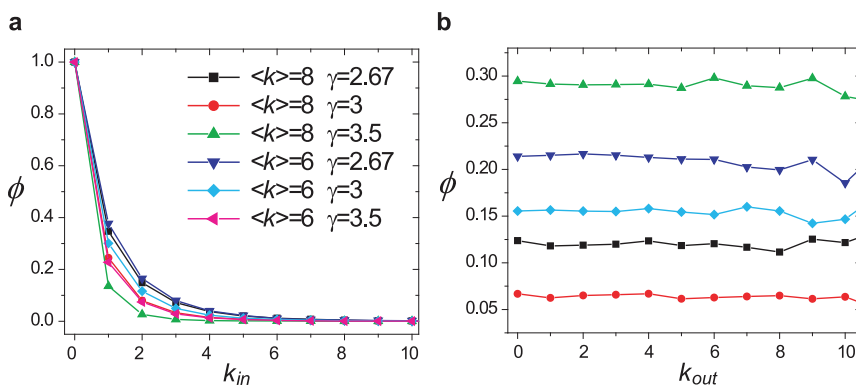 a
b
1.0
0.8
0.6
0.4
0.2
0.0
ϕ
0 2 4 6 8 10
k_in
<k>=8 γ=2.67
<k>=8 γ=3
<k>=8 γ=3.5
<k>=6 γ=2.67
<k>=6 γ=3
<k>=6 γ=3.5
0.30
0.25
0.20
0.15
0.10
0.05
ϕ
0 2 4 6 8 10
k_out